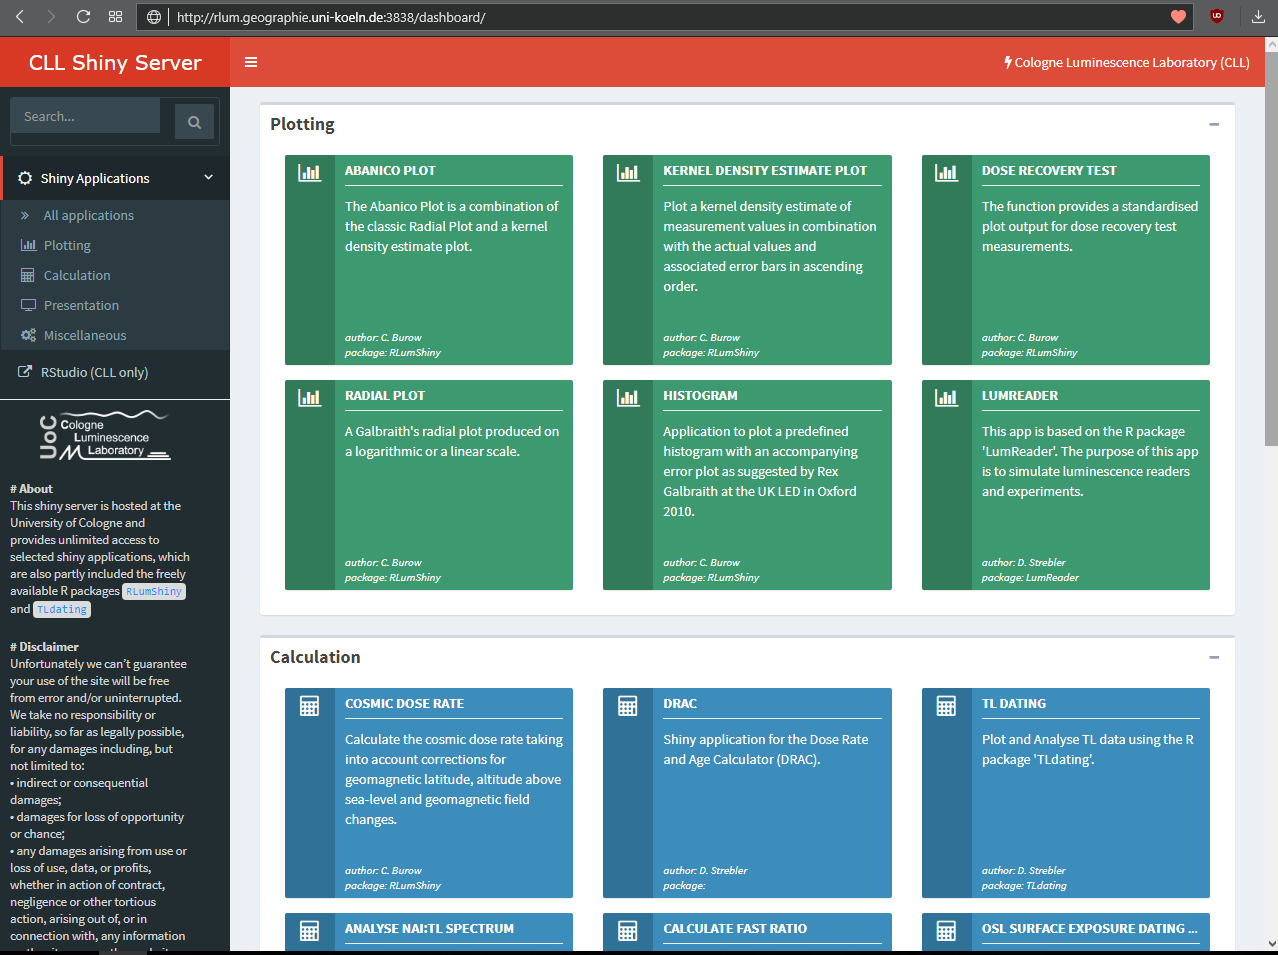 http://rlum.geographie.uni-koeln.de:3838/dashboard/
CLL Shiny Server
Cologne Luminescence Laboratory (CLL)
Search...
Shiny Applications
All applications
Plotting
Calculation
Presentation
Miscellaneous
RStudio (CLL only)
UoC
Cologne
Luminescence
Laboratory
# About
This shiny server is hosted at the
University of Cologne and
provides unlimited access to
selected shiny applications, which
are also partly included the freely
available R packages RLumShiny
and TLdating
# Disclaimer
Unfortunately we can’t guarantee
your use of the site will be free
from error and/or uninterrupted.
We take no responsibility or
liability, so far as legally possible,
for any damages including, but
not limited to:
• indirect or consequential
damages;
• damages for loss of opportunity
or chance;
• any damages arising from use or
loss of use, data, or profits,
whether in action of contract,
negligence or other tortious
action, arising out of, or in
connection with, any information
Plotting
ABANICO PLOT
The Abanico Plot is a combination of
the classic Radial Plot and a kernel
density estimate plot.
author: C. Burow
package: RLumShiny
KERNEL DENSITY ESTIMATE PLOT
Plot a kernel density estimate of
measurement values in combination
with the actual values and
associated error bars in ascending
order.
author: C. Burow
package: RLumShiny
DOSE RECOVERY TEST
The function provides a standardised
plot output for dose recovery test
measurements.
author: C. Burow
package: RLumShiny
RADIAL PLOT
A Galbraith's radial plot produced on
a logarithmic or a linear scale.
author: C. Burow
package: RLumShiny
HISTOGRAM
Application to plot a predefined
histogram with an accompanying
error plot as suggested by Rex
Galbraith at the UK LED in Oxford
2010.
author: C. Burow
package: RLumShiny
LUMREADER
This app is based on the R package
'LumReader'. The purpose of this app
is to simulate luminescence readers
and experiments.
author: D. Strebler
package: LumReader
Calculation
COSMIC DOSE RATE
Calculate the cosmic dose rate taking
into account corrections for
geomagnetic latitude, altitude above
sea-level and geomagnetic field
changes.
author: C. Burow
package: RLumShiny
DRAC
Shiny application for the Dose Rate
and Age Calculator (DRAC).
author: D. Strebler
package:
TL DATING
Plot and Analyse TL data using the R
package 'TLdating'.
author: D. Strebler
package: TLdating
ANALYSE NAI:TL SPECTRUM
CALCULATE FAST RATIO
OSL SURFACE EXPOSURE DATING ...